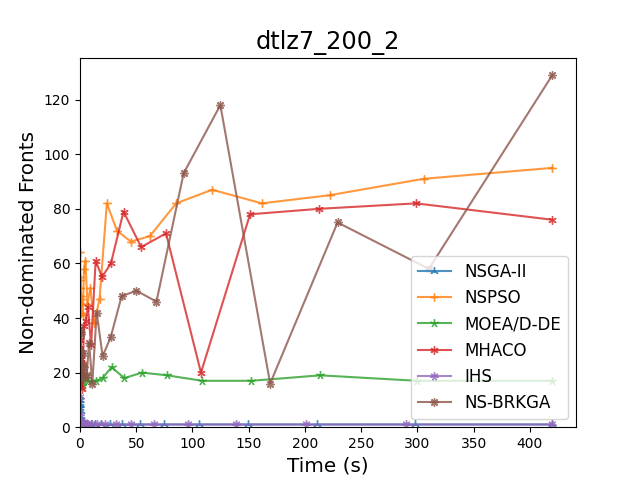 dtlz7_200_2
Non-dominated Fronts
120
100
80
60
40
20
0
0 50 100 150 200 250 300 350 400
Time (s)
NSGA-II
NSPSO
MOEA/D-DE
MHACO
IHS
NS-BRKGA